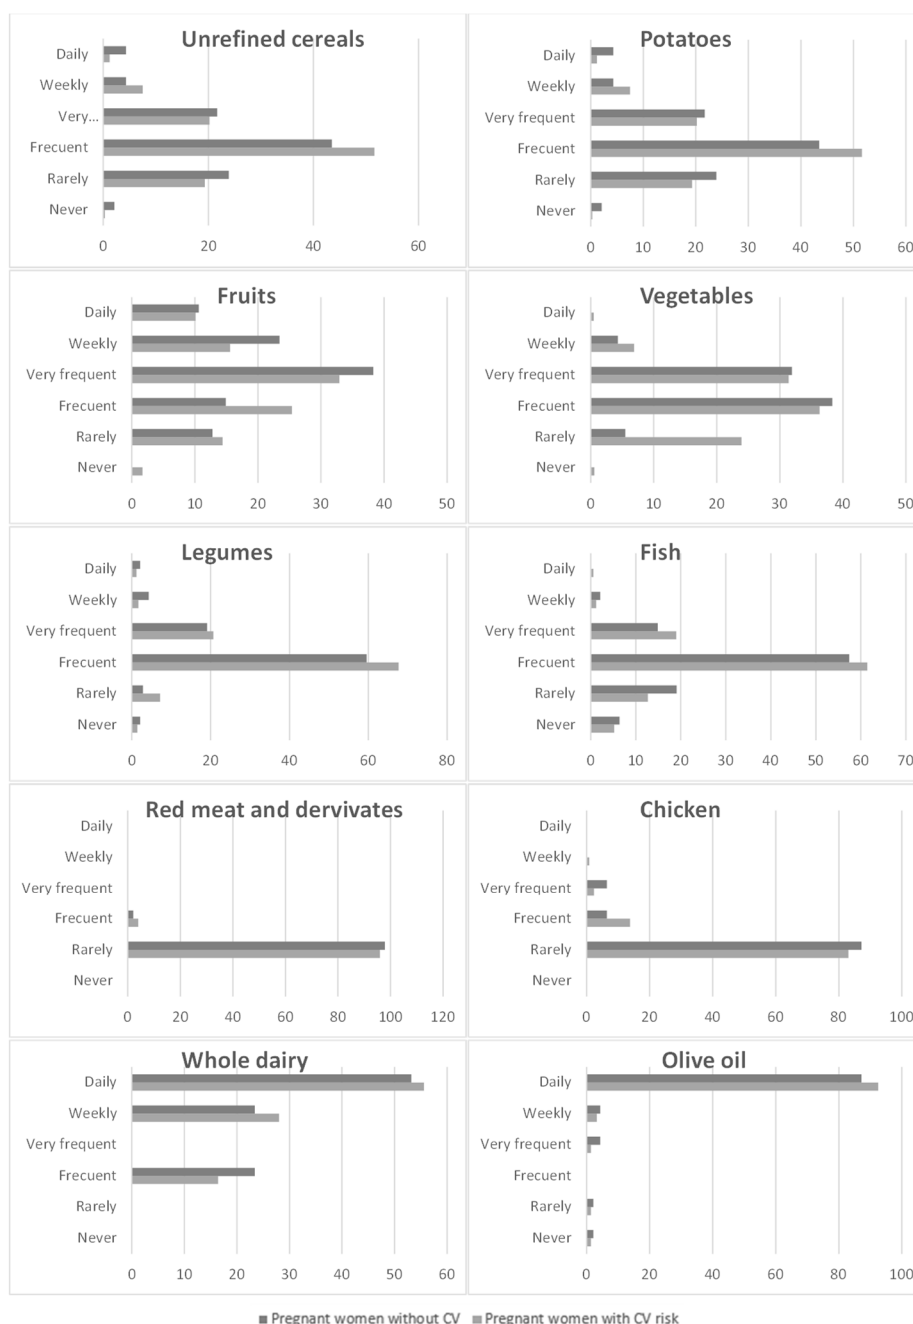 Unrefined cereals
Daily
Weekly
Very...
Frecuent
Rarely
Never
0 20 40 60
Potatoes
Daily
Weekly
Very frequent
Frecuent
Rarely
Never
0 10 20 30 40 50 60
Fruits
Daily
Weekly
Very frequent
Frecuent
Rarely
Never
0 10 20 30 40 50
Vegetables
Daily
Weekly
Very frequent
Frecuent
Rarely
Never
0 10 20 30 40 50
Legumes
Daily
Weekly
Very frequent
Frecuent
Rarely
Never
0 20 40 60 80
Fish
Daily
Weekly
Very frequent
Frecuent
Rarely
Never
0 10 20 30 40 50 60 70
Red meat and dervivates
Daily
Weekly
Very frequent
Frecuent
Rarely
Never
0 20 40 60 80 100 120
Chicken
Daily
Weekly
Very frequent
Frecuent
Rarely
Never
0 20 40 60 80 100
Whole dairy
Daily
Weekly
Very frequent
Frecuent
Rarely
Never
0 10 20 30 40 50 60
Olive oil
Daily
Weekly
Very frequent
Frecuent
Rarely
Never
0 20 40 60 80 100
Pregnant women without CV Pregnant women with CV risk